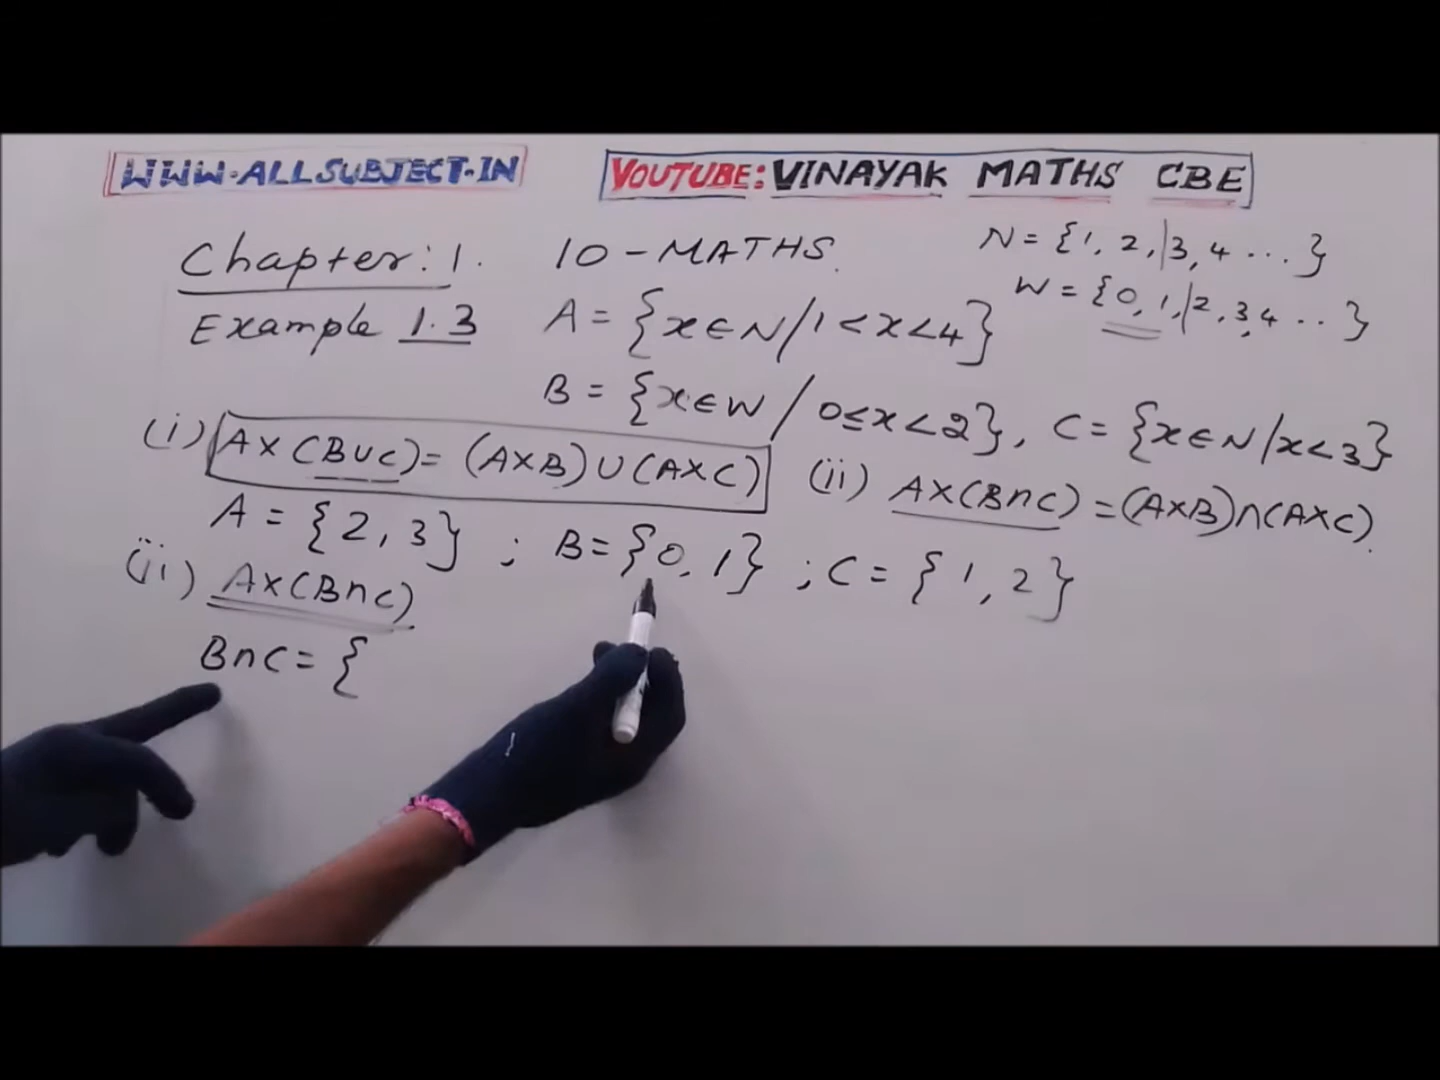 WWW.ALLSUBJECT.IN YOUTUBE: VINAYAK MATHS CBE
Chapter: 1. 10-MATHS. N = {1, 2, | 3, 4 ... }
Example 1.3 A = {x∈N/1<x<4} W = {0, 1, | 2, 3, 4 .. }
B = {x∈W / 0≤x<2}, C = {x∈N/x<3}
(i) A×(B∪C) = (A×B)∪(A×C) (ii) A×(B∩C) = (A×B)∩(A×C).
A = {2, 3} ; B = {0, 1} ; C = {1, 2}
(ii) A×(B∩C)
B∩C = {